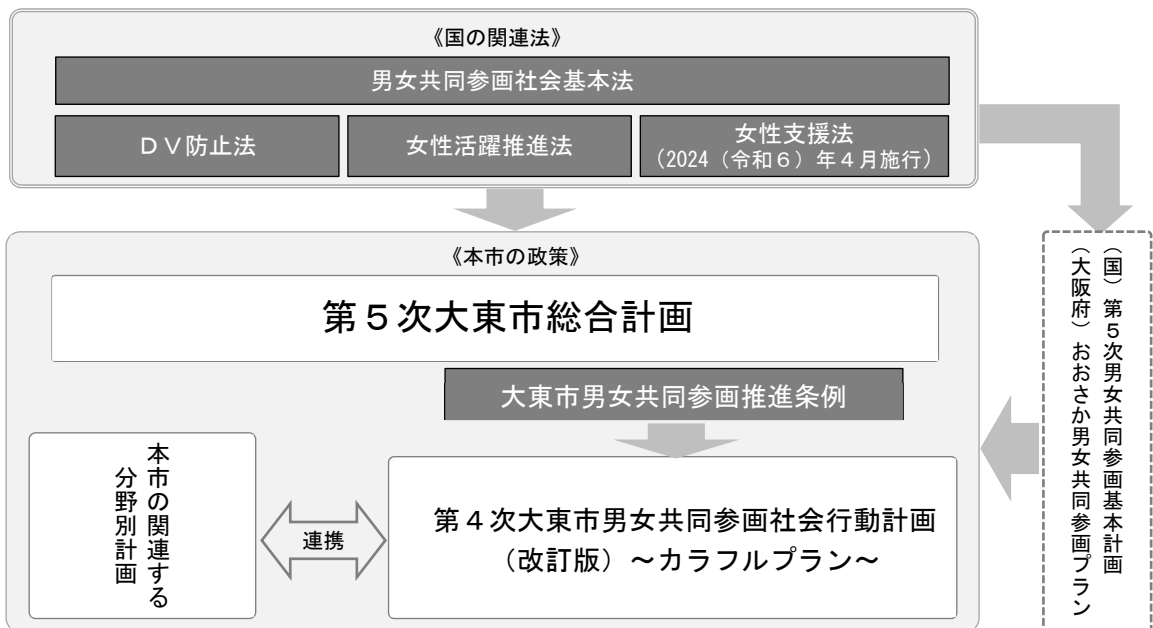 《国の関連法》
男女共同参画社会基本法
ＤＶ防止法
女性活躍推進法
女性支援法
（2024（令和６）年４月施行）
《本市の政策》
第５次大東市総合計画
大東市男女共同参画推進条例
本市の関連する
分野別計画
連携
第４次大東市男女共同参画社会行動計画
（改訂版）～カラフルプラン～
（国）第５次男女共同参画基本計画
（大阪府）おおさか男女共同参画プラン